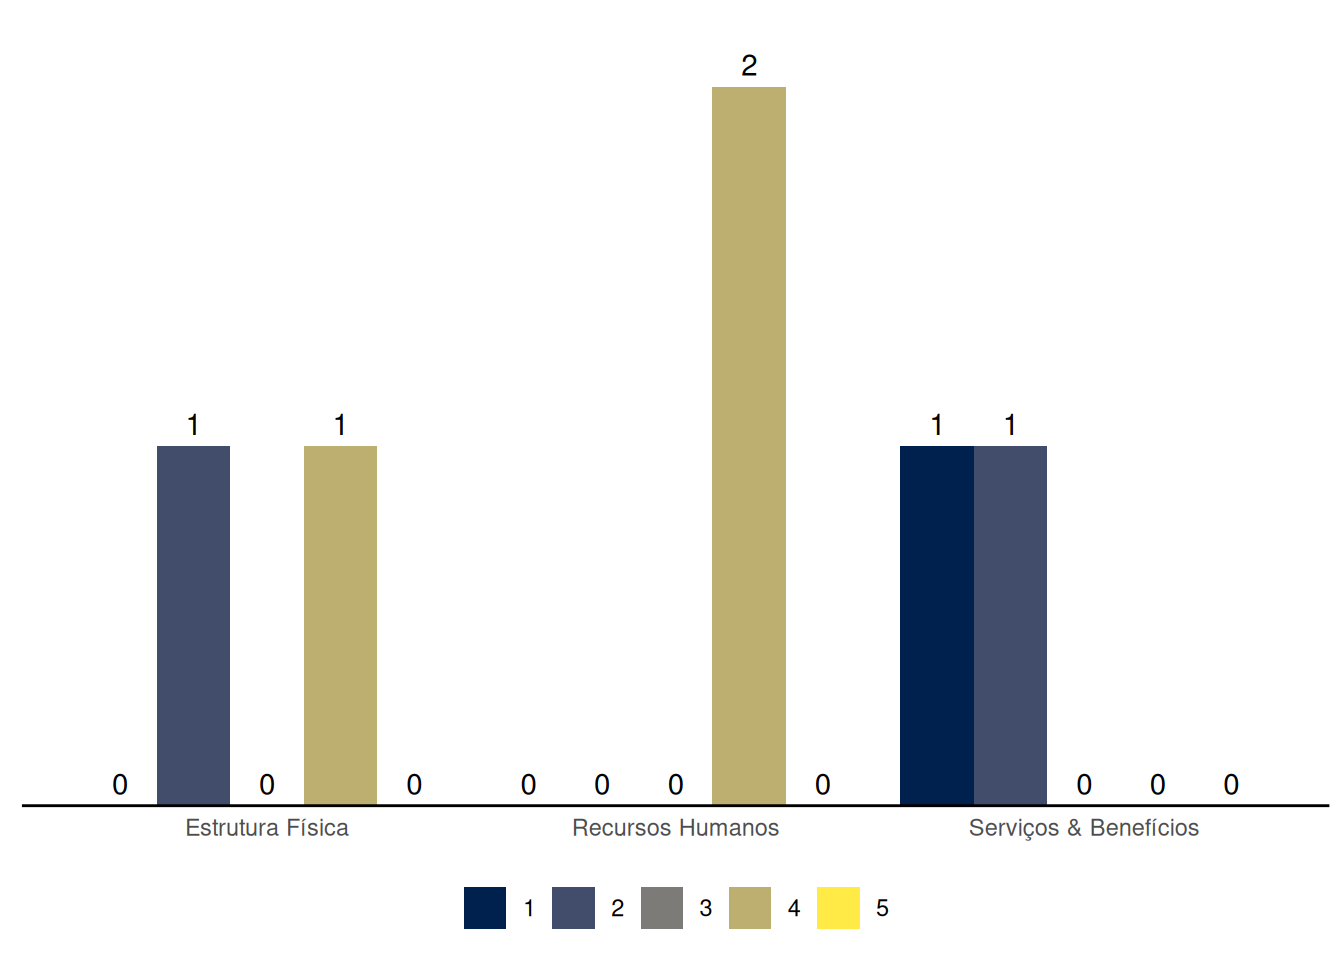 2
1 1 1 1
0 0 0 0 0 0 0 0 0 0
Estrutura Física Recursos Humanos Serviços & Benefícios
1 2 3 4 5